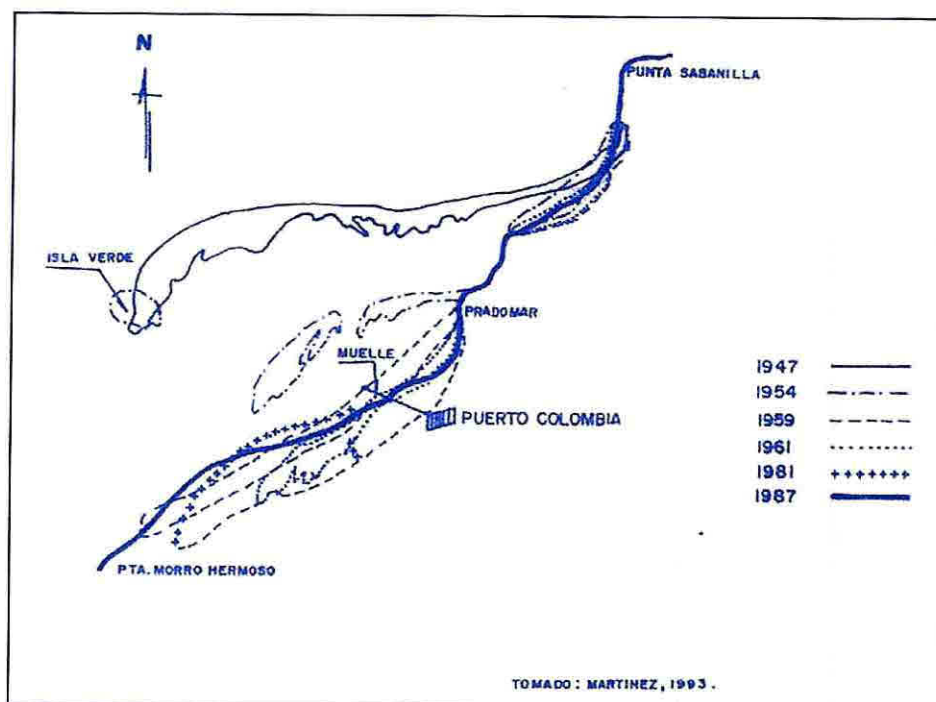 N
PUNTA SABANILLA
ISLA VERDE
PRADOMAR
MUELLE
PUERTO COLOMBIA
1947
1954
1959
1961
1981
1987
PTA. MORRO HERMOSO
TOMADO: MARTINEZ, 1993.